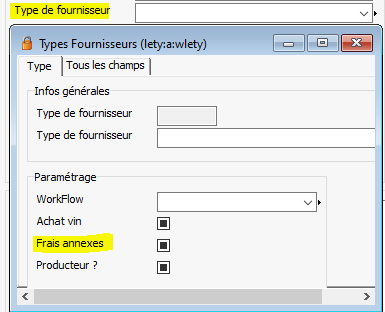 Type de fournisseur
Types Fournisseurs (lety:a:wlety)
Type
Tous les champs
Infos générales
Type de fournisseur
Type de fournisseur
Paramétrage
WorkFlow
Achat vin
Frais annexes
Producteur ?